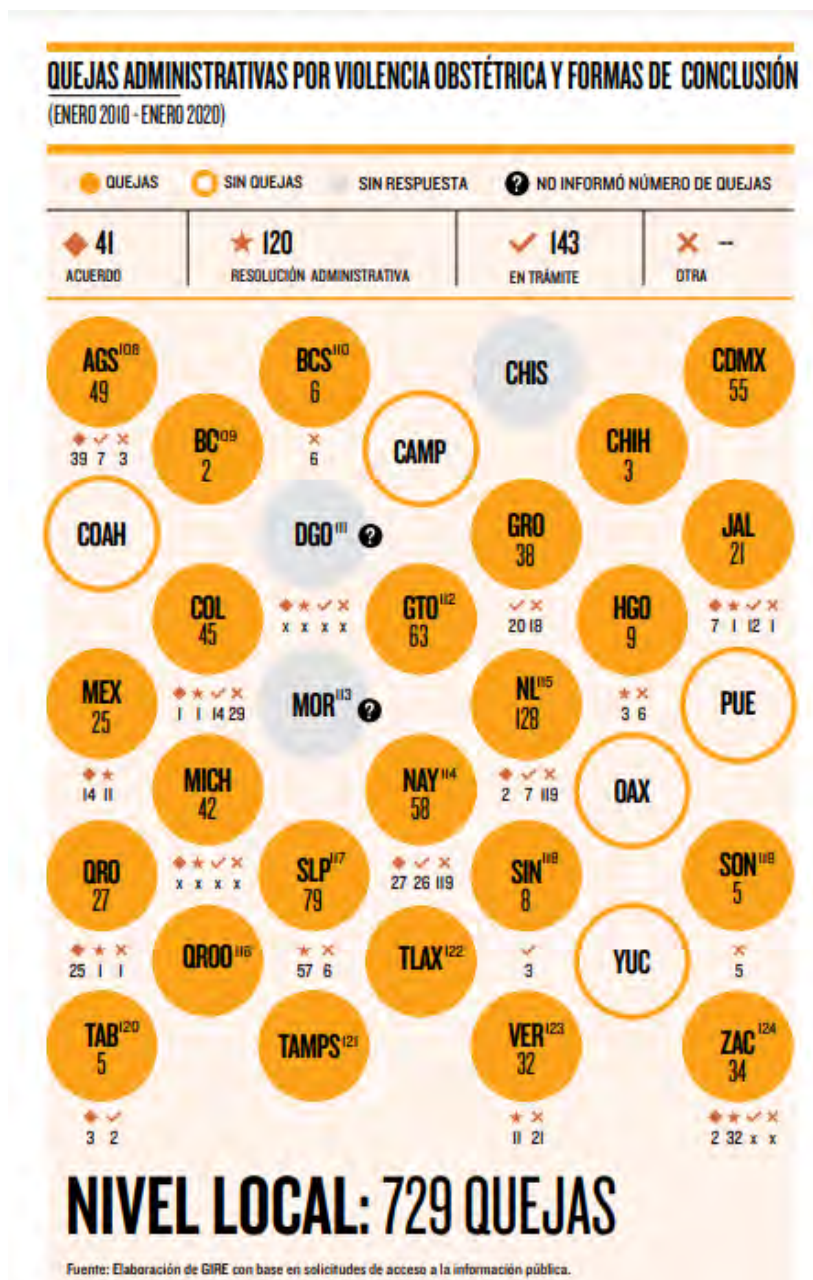 QUEJAS ADMINISTRATIVAS POR VIOLENCIA OBSTÉTRICA Y FORMAS DE CONCLUSIÓN
(ENERO 2010 - ENERO 2020)
QUEJAS SIN QUEJAS SIN RESPUESTA ? NO INFORMÓ NÚMERO DE QUEJAS
41 120 143 --
ACUERDO RESOLUCIÓN ADMINISTRATIVA EN TRÁMITE OTRA
AGS108 BCS110 CHIS CDMX
49 6 55
BC109 CAMP CHIH
39 7 3 2 6 3
COAH DGO111 ? GRO JAL
38 21
COL GTO112 HGO
45 x x x x 63 20 18 9 7 1 12 1
MEX MOR113 ? NL115 PUE
25 1 1 14 29 128 3 6
MICH NAY114 OAX
14 11 42 58 2 7 119
QRO SLP117 SIN118 SON119
27 x x x x 79 27 26 119 8 5
QROO116 TLAX122 YUC
25 1 1 57 6 3 5
TAB120 TAMPS121 VER123 ZAC124
5 32 34
3 2 11 21 2 32 x x
NIVEL LOCAL: 729 QUEJAS
Fuente: Elaboración de GIRE con base en solicitudes de acceso a la información pública.